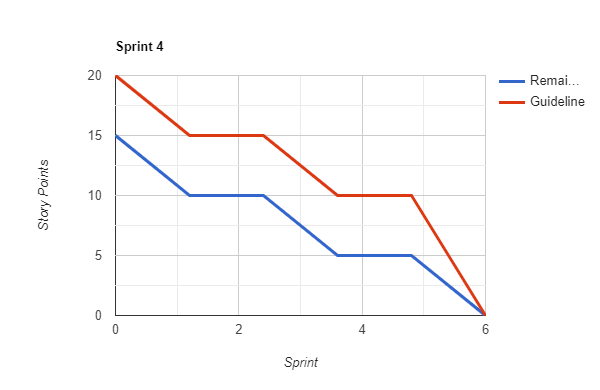 Sprint 4
20
15
10
5
0
0 2 4 6
Story Points
Sprint
Remai...
Guideline